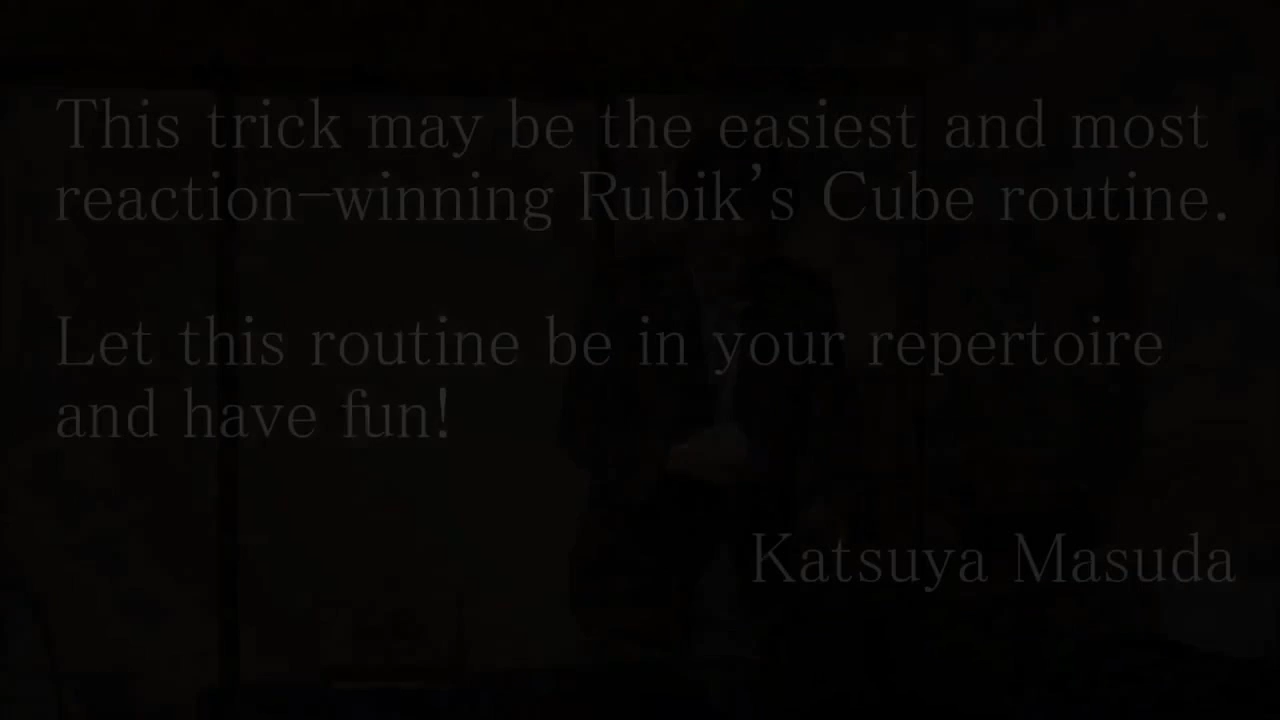 This trick may be the easiest and most
reaction-winning Rubik's Cube routine.
Let this routine be in your repertoire
and have fun!
Katsuya Masuda